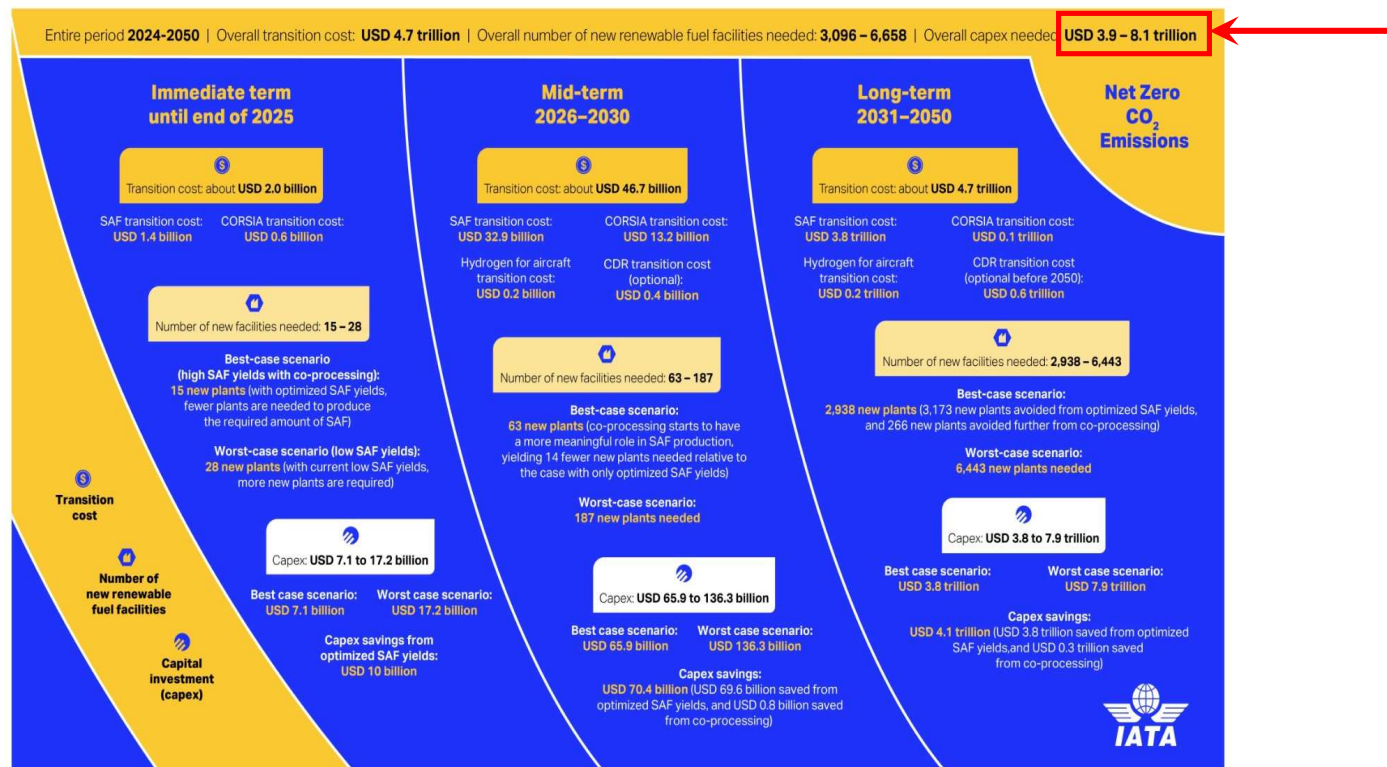 Entire period 2024-2050 | Overall transition cost: USD 4.7 trillion | Overall number of new renewable fuel facilities needed: 3,096 – 6,658 | Overall capex needed USD 3.9 – 8.1 trillion
Net Zero
CO2
Emissions
Immediate term
until end of 2025
Transition cost: about USD 2.0 billion
SAF transition cost:
USD 1.4 billion
CORSIA transition cost:
USD 0.6 billion
Number of new facilities needed: 15 – 28
Best-case scenario
(high SAF yields with co-processing):
15 new plants (with optimized SAF yields,
fewer plants are needed to produce
the required amount of SAF)
Worst-case scenario (low SAF yields):
28 new plants (with current low SAF yields,
more new plants are required)
Capex: USD 7.1 to 17.2 billion
Best case scenario:
USD 7.1 billion
Worst case scenario:
USD 17.2 billion
Capex savings from
optimized SAF yields:
USD 10 billion
Mid-term
2026–2030
Transition cost: about USD 46.7 billion
SAF transition cost:
USD 32.9 billion
CORSIA transition cost:
USD 13.2 billion
Hydrogen for aircraft
transition cost:
USD 0.2 billion
CDR transition cost
(optional):
USD 0.4 billion
Number of new facilities needed: 63 – 187
Best-case scenario:
63 new plants (co-processing starts to have
a more meaningful role in SAF production,
yielding 14 fewer new plants needed relative to
the case with only optimized SAF yields)
Worst-case scenario:
187 new plants needed
Capex: USD 65.9 to 136.3 billion
Best case scenario:
USD 65.9 billion
Worst case scenario:
USD 136.3 billion
Capex savings:
USD 70.4 billion (USD 69.6 billion saved from
optimized SAF yields, and USD 0.8 billion saved
from co-processing)
Long-term
2031–2050
Transition cost: about USD 4.7 trillion
SAF transition cost:
USD 3.8 trillion
CORSIA transition cost:
USD 0.1 trillion
Hydrogen for aircraft
transition cost:
USD 0.2 trillion
CDR transition cost
(optional before 2050):
USD 0.6 trillion
Number of new facilities needed: 2,938 – 6,443
Best-case scenario:
2,938 new plants (3,173 new plants avoided from optimized SAF yields,
and 266 new plants avoided further from co-processing)
Worst-case scenario:
6,443 new plants needed
Capex: USD 3.8 to 7.9 trillion
Best case scenario:
USD 3.8 trillion
Worst case scenario:
USD 7.9 trillion
Capex savings:
USD 4.1 trillion (USD 3.8 trillion saved from optimized
SAF yields,and USD 0.3 trillion saved
from co-processing)
Transition
cost
Number of
new renewable
fuel facilities
Capital
investment
(capex)
IATA